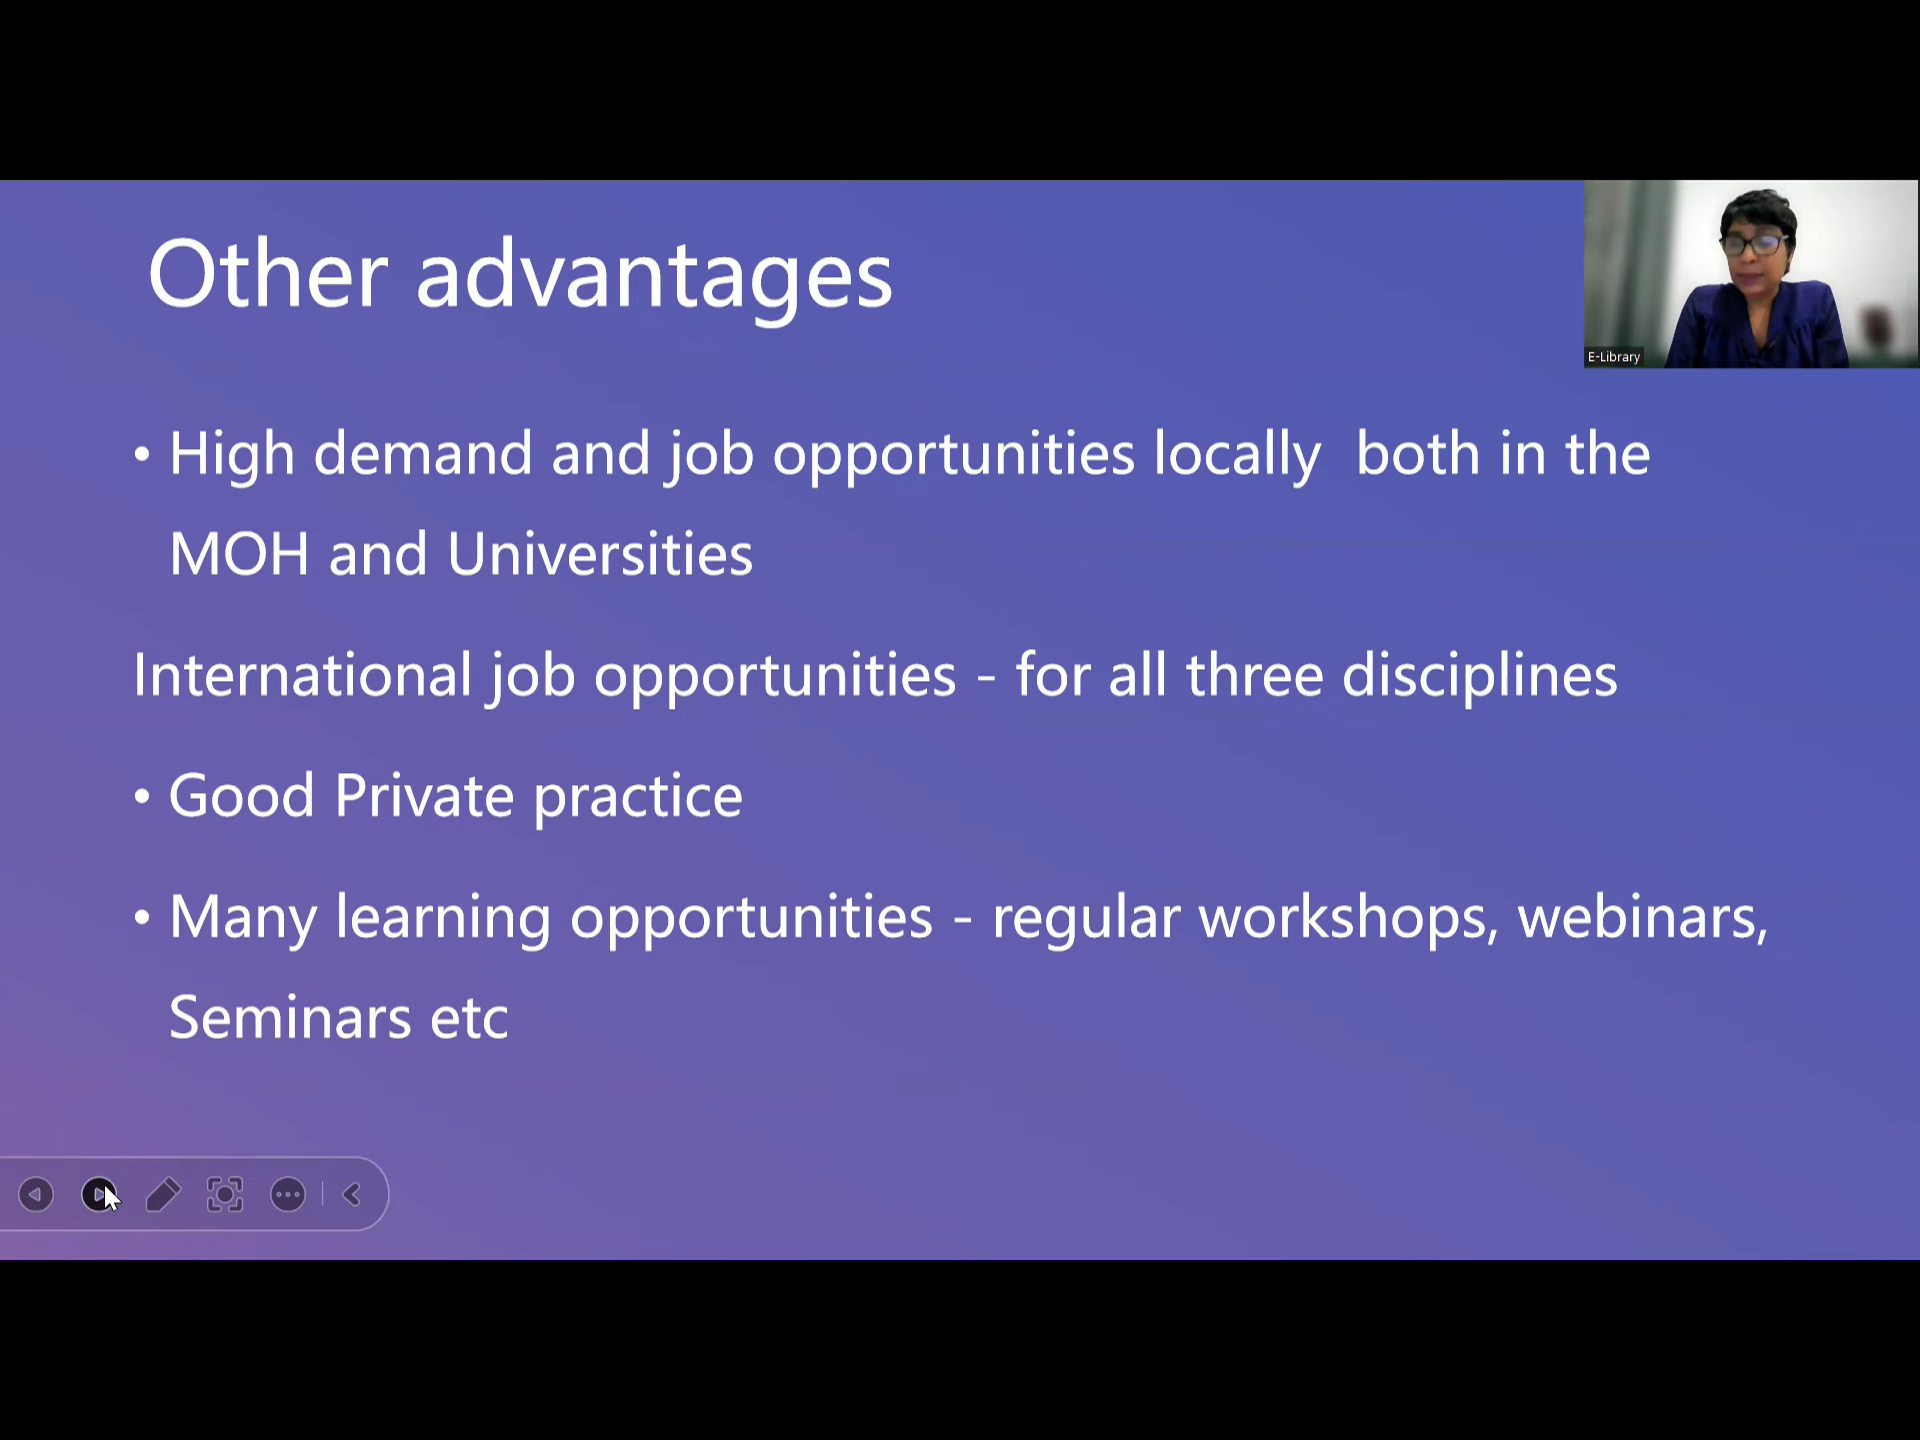 Other advantages
E-Library
• High demand and job opportunities locally  both in the
MOH and Universities
International job opportunities - for all three disciplines
• Good Private practice
• Many learning opportunities - regular workshops, webinars,
Seminars etc